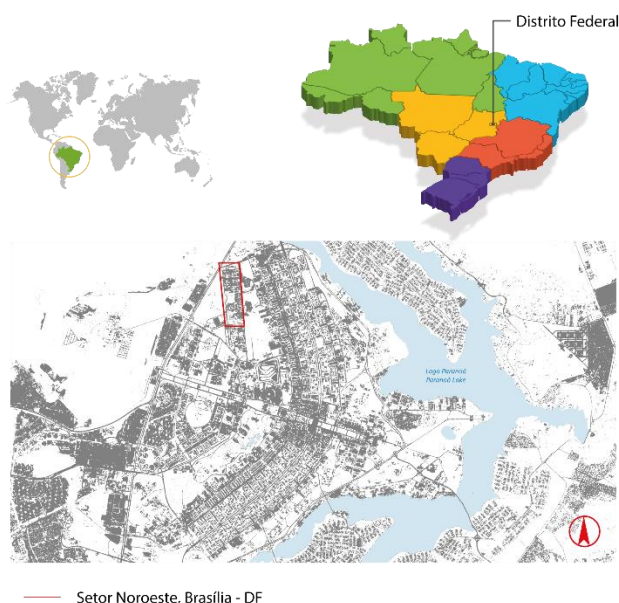 Distrito Federal
Lago Paranoá
Paranoá Lake
Setor Noroeste, Brasília - DF